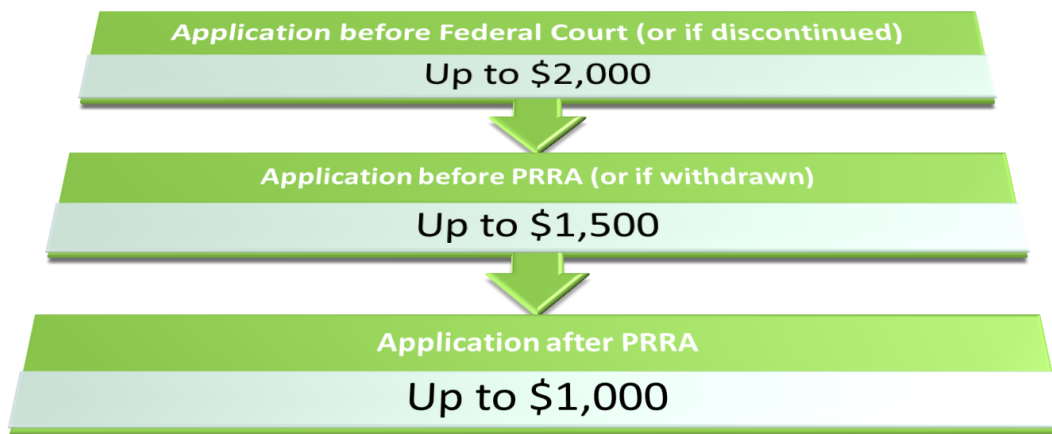 Application before Federal Court (or if discontinued)
Up to $2,000
Application before PRRA (or if withdrawn)
Up to $1,500
Application after PRRA
Up to $1,000